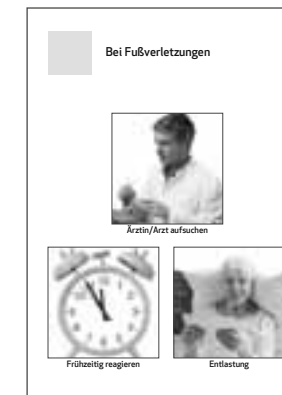 Bei Fußverletzungen
Ärztin/Arzt aufsuchen
Frühzeitig reagieren
Entlastung